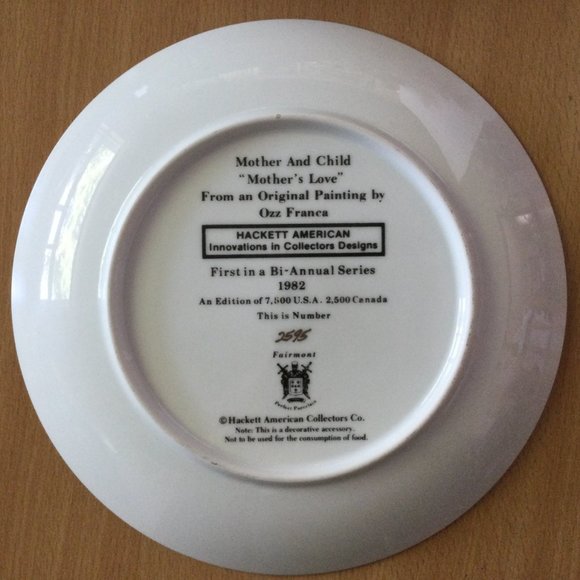 Mother And Child
"Mother's Love"
From an Original Painting by
Ozz Franca
HACKETT AMERICAN
Innovations in Collectors Designs
First in a Bi-Annual Series
1982
An Edition of 7,500 U.S.A. 2,500 Canada
This is Number
2595
Fairmont
Perfect Porcelain
©Hackett American Collectors Co.
Note: This is a decorative accessory.
Not to be used for the consumption of food.